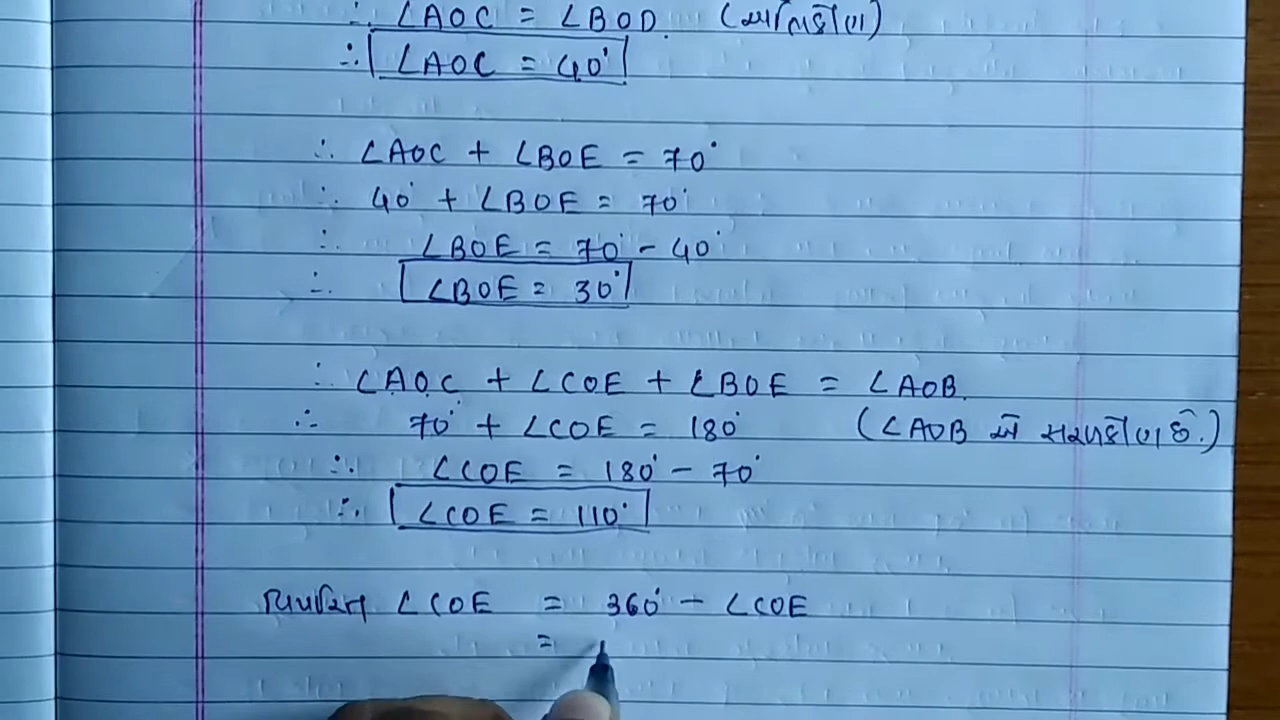 ∴ ∠AOC = ∠BOD. (અભિકોણ)
∴ ∠AOC = 40°
∴ ∠AOC + ∠BOE = 70°
∴ 40° + ∠BOE = 70°
∴ ∠BOE = 70° - 40°
∴ ∠BOE = 30°
∴ ∠AOC + ∠COE + ∠BOE = ∠AOB.
∴ 70° + ∠COE = 180° (∠AOB એ સરળકોણ છે.)
∴ ∠COE = 180° - 70°
∴ ∠COE = 110°
વિપરિત ∠COE = 360° - ∠COE
=